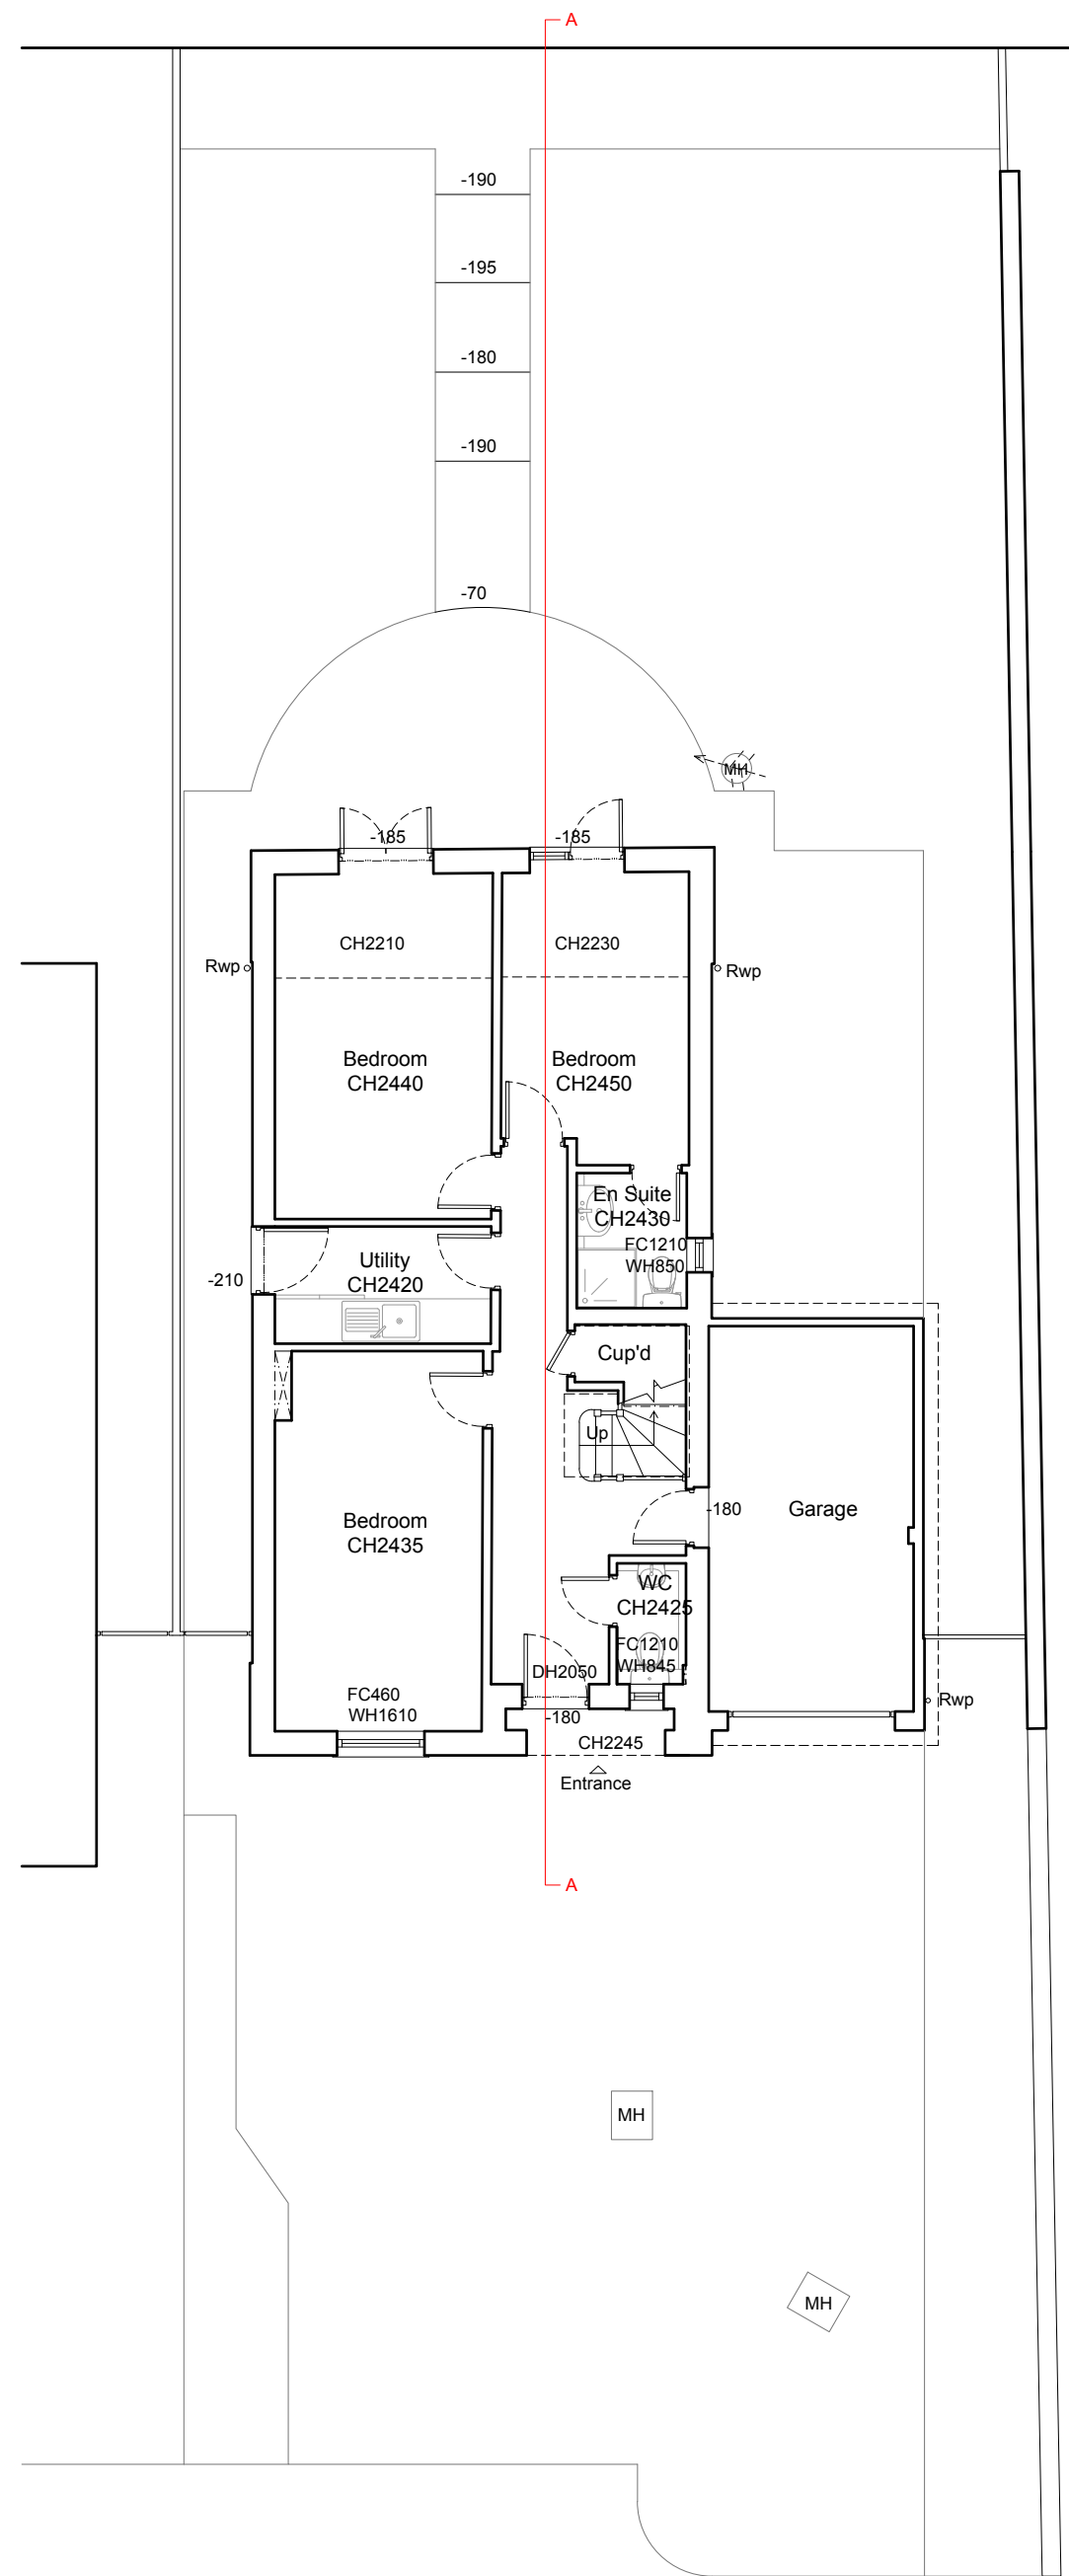 A
-190
-195
-180
-190
-70
MH
-185
-185
CH2210
CH2230
Rwp
Rwp
Bedroom
CH2440
Bedroom
CH2450
En Suite
CH2430
FC1210
WH850
Utility
CH2420
-210
Cup'd
Up
Bedroom
CH2435
-180
Garage
WC
CH2425
FC1210
WH845
DH2050
FC460
WH1610
-180
Rwp
CH2245
Entrance
A
MH
MH